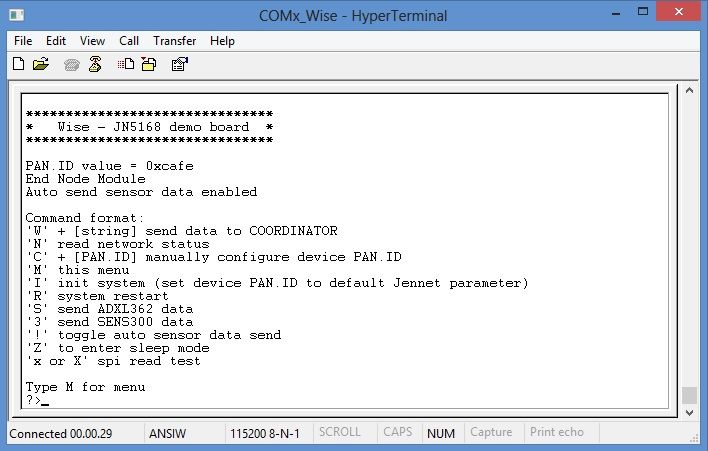 COMx_Wise - HyperTerminal
File Edit View Call Transfer Help
*******************************
* Wise - JN5168 demo board *
*******************************
PAN.ID value = 0xcafe
End Node Module
Auto send sensor data enabled
Command format:
'W' + [string] send data to COORDINATOR
'N' read network status
'C' + [PAN.ID] manually configure device PAN.ID
'M' this menu
'I' init system (set device PAN.ID to default Jennet parameter)
'R' system restart
'S' send ADXL362 data
'3' send SENS300 data
'!' toggle auto sensor data send
'Z' to enter sleep mode
'x or X' spi read test
Type M for menu
?>_
Connected 00.00.29 ANSIW 115200 8-N-1 SCROLL CAPS NUM Capture Print echo